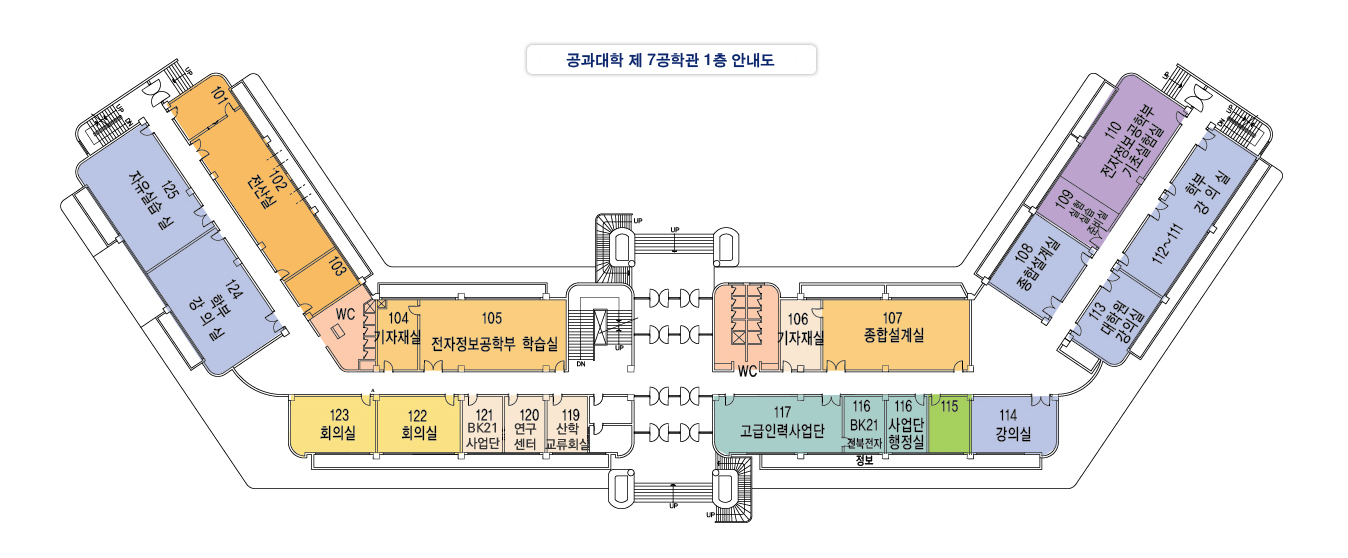 공과대학 제 7공학관 1층 안내도
UP
UP
DN
101
102
전산실
103
125
자유실습 실
124
학부
강 의 실
WC
104
기자재실
105
전자정보공학부 학습실
UP
UP
UP
DN
WC
106
기자재실
107
종합설계실
108
종합설계실
109
실험실습
준비실
110
전자정보공학부
기초실험실
UP
UP
DN
학부
강 의 실
112~111
113
대학원
강의실
A
123
회의실
122
회의실
121
BK21
사업단
120
연구
센터
119
산학
교류회실
117
고급인력사업단
116
BK21
전북전자
정보
116
사업단
행정실
115
114
강의실
UP
UP